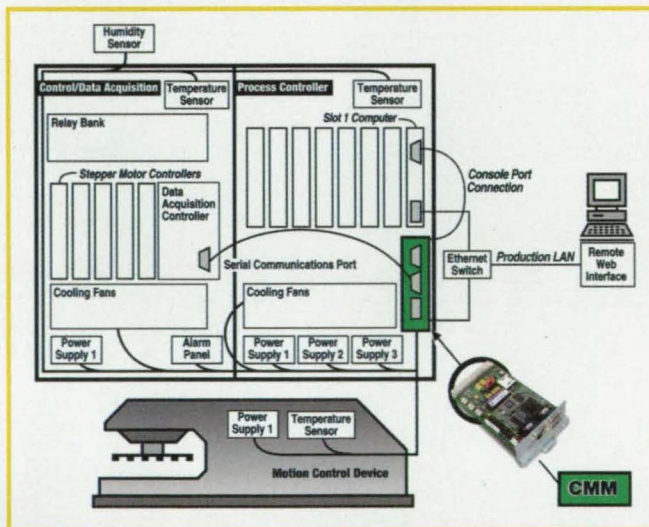 Humidity
Sensor
Control/Data Acquisition
Temperature
Sensor
Process Controller
Temperature
Sensor
Relay Bank
Slot 1 Computer
Stepper Motor Controllers
Data
Acquisition
Controller
Console Port
Connection
Serial Communications Port
Ethernet
Switch
Production LAN
Remote
Web
Interface
Cooling Fans
Cooling Fans
Power
Supply 1
Alarm
Panel
Power
Supply 1
Power
Supply 2
Power
Supply 3
Power
Supply 1
Temperature
Sensor
Motion Control Device
CMM